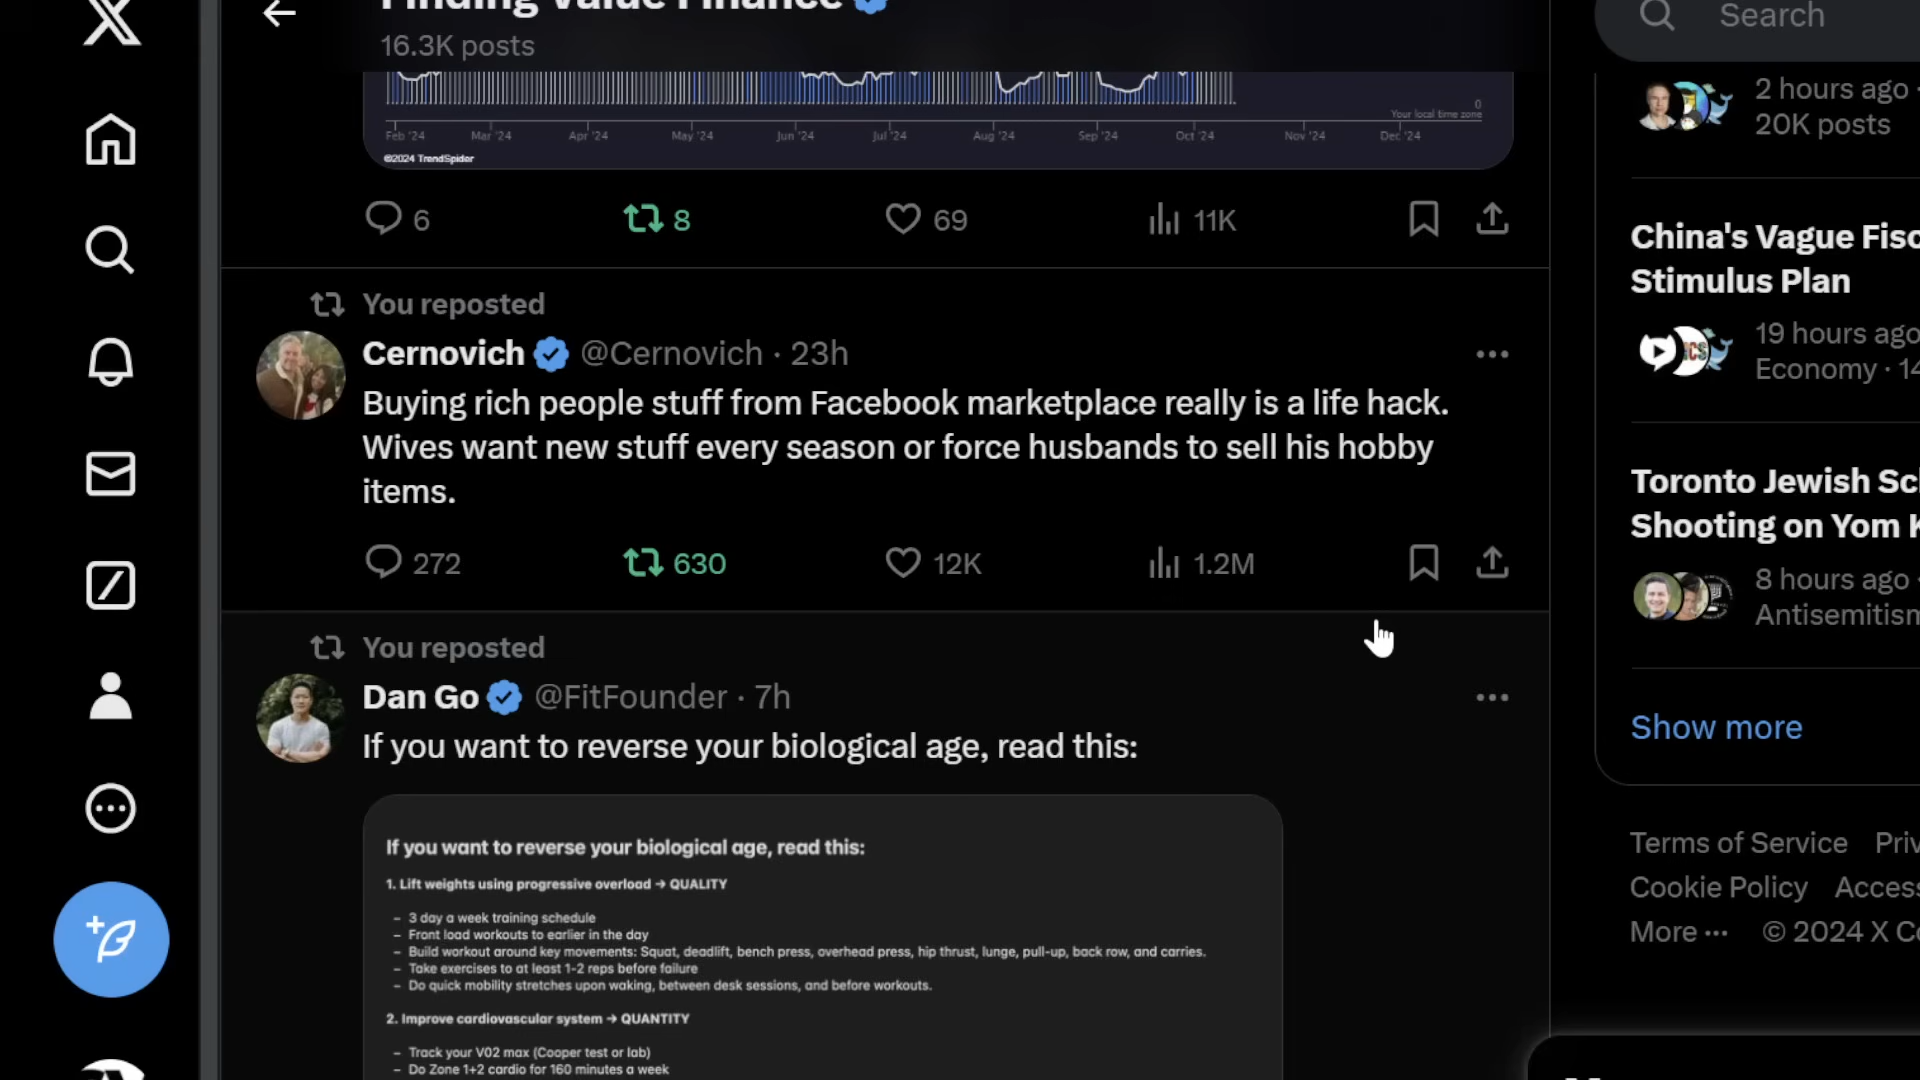 Finding Value Finance
16.3K posts
0
Your local time zone
Feb '24 Mar '24 Apr '24 May '24 Jun '24 Jul '24 Aug '24 Sep '24 Oct '24 Nov '24 Dec '24
©2024 TrendSpider
6 8 69 11K
You reposted
Cernovich @Cernovich · 23h
Buying rich people stuff from Facebook marketplace really is a life hack.
Wives want new stuff every season or force husbands to sell his hobby
items.
272 630 12K 1.2M
You reposted
Dan Go @FitFounder · 7h
If you want to reverse your biological age, read this:
If you want to reverse your biological age, read this:
1. Lift weights using progressive overload → QUALITY
– 3 day a week training schedule
– Front load workouts to earlier in the day
– Build workout around key movements: Squat, deadlift, bench press, overhead press, hip thrust, lunge, pull-up, back row, and carries.
– Take exercises to at least 1-2 reps before failure
– Do quick mobility stretches upon waking, between desk sessions, and before workouts.
2. Improve cardiovascular system → QUANTITY
– Track your V02 max (Cooper test or lab)
– Do Zone 1+2 cardio for 160 minutes a week
Search
2 hours ago ·
20K posts
China's Vague Fisc
Stimulus Plan
19 hours ago
Economy · 14
Toronto Jewish Sch
Shooting on Yom K
8 hours ago ·
Antisemitism
Show more
Terms of Service Priv
Cookie Policy Access
More ··· © 2024 X Co